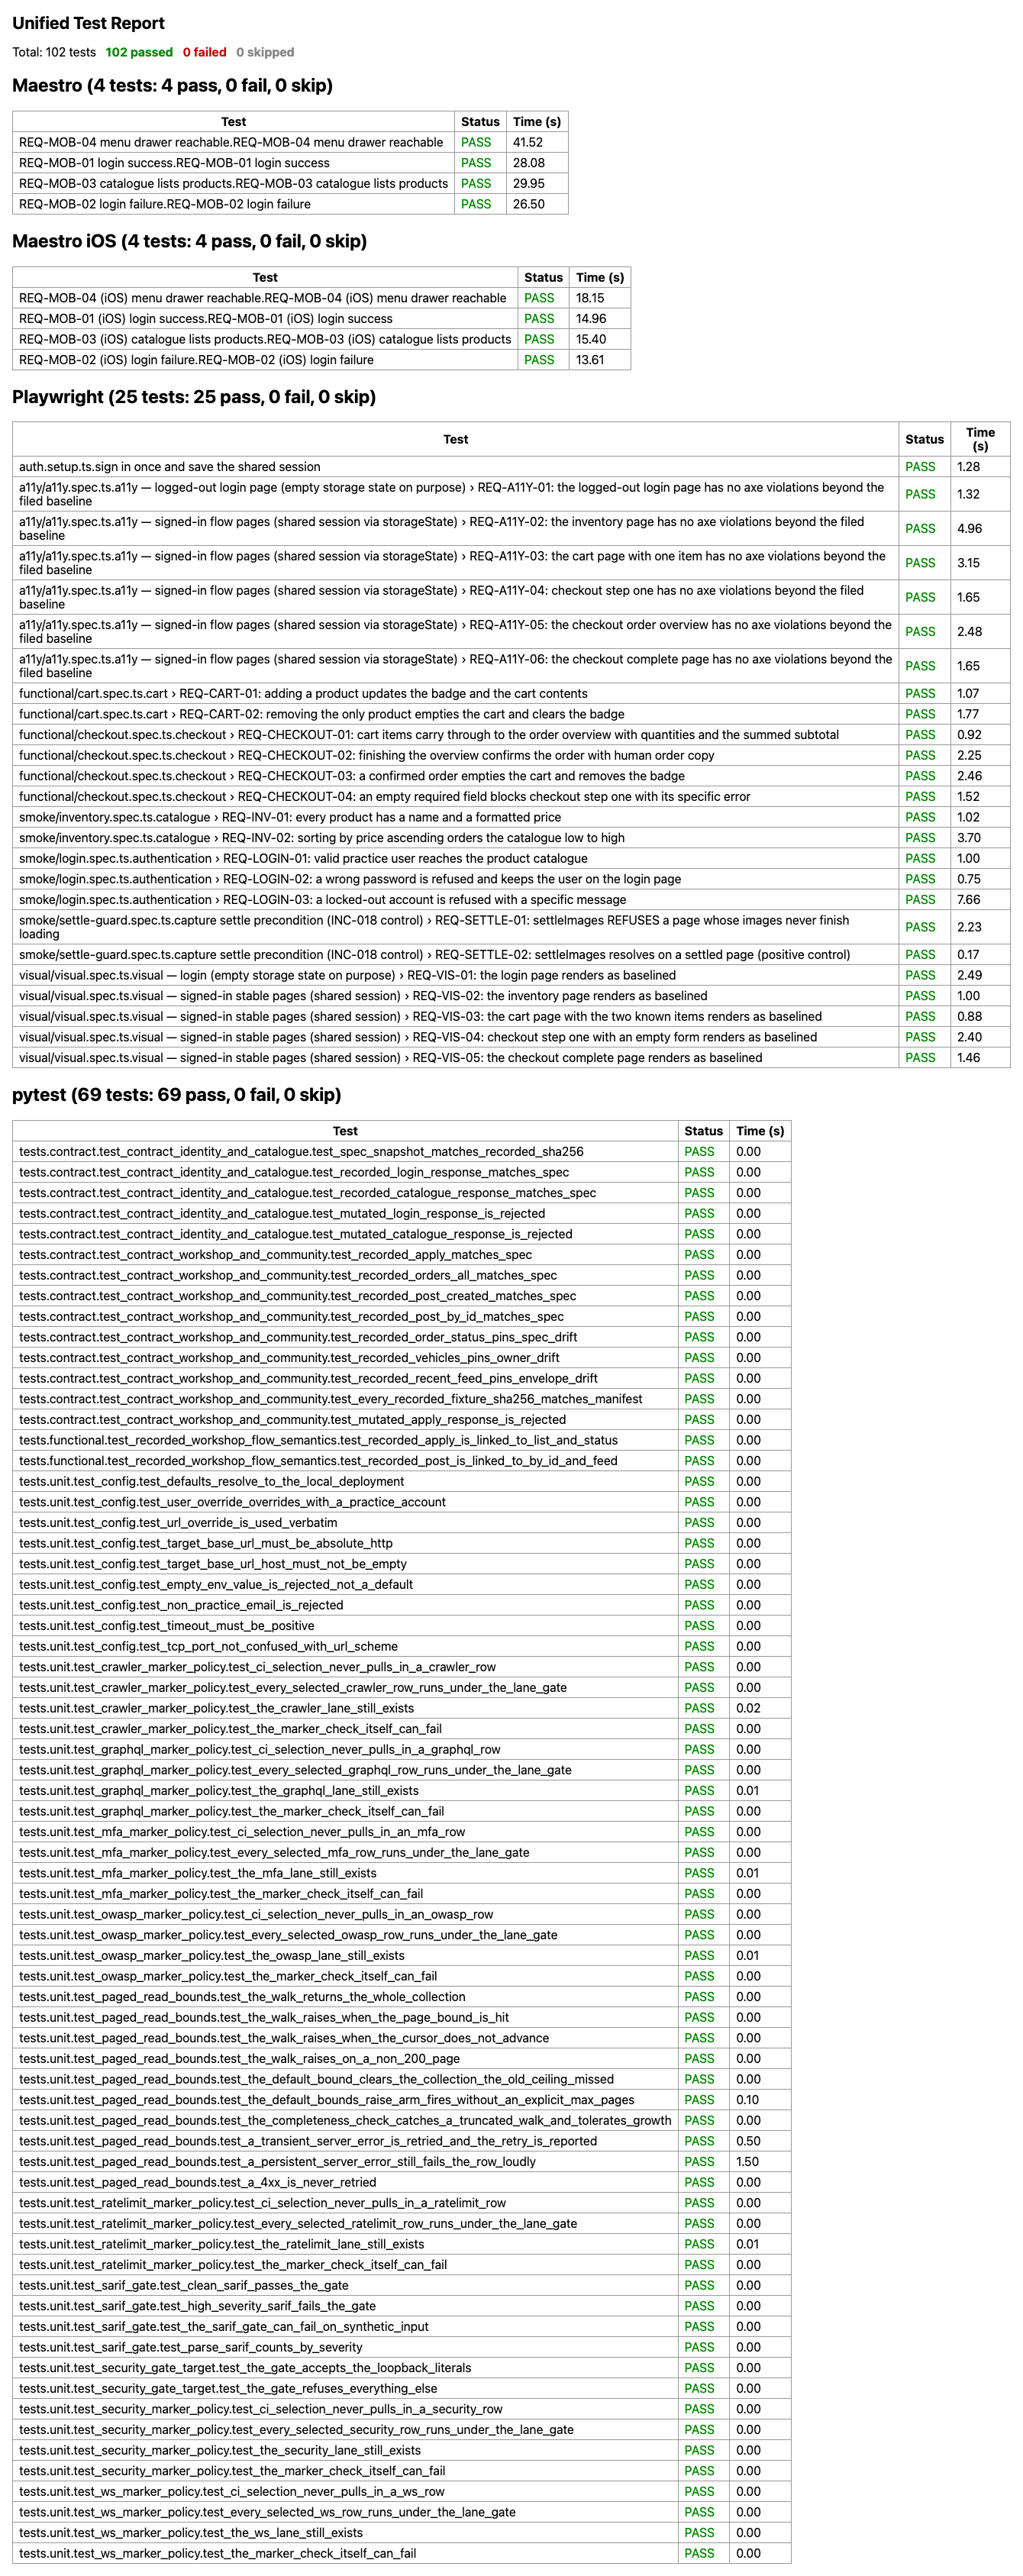 Unified Test Report
Total: 102 tests 102 passed 0 failed 0 skipped
Maestro (4 tests: 4 pass, 0 fail, 0 skip)
Test Status Time (s)
REQ-MOB-04 menu drawer reachable.REQ-MOB-04 menu drawer reachable PASS 41.52
REQ-MOB-01 login success.REQ-MOB-01 login success PASS 28.08
REQ-MOB-03 catalogue lists products.REQ-MOB-03 catalogue lists products PASS 29.95
REQ-MOB-02 login failure.REQ-MOB-02 login failure PASS 26.50
Maestro iOS (4 tests: 4 pass, 0 fail, 0 skip)
Test Status Time (s)
REQ-MOB-04 (iOS) menu drawer reachable.REQ-MOB-04 (iOS) menu drawer reachable PASS 18.15
REQ-MOB-01 (iOS) login success.REQ-MOB-01 (iOS) login success PASS 14.96
REQ-MOB-03 (iOS) catalogue lists products.REQ-MOB-03 (iOS) catalogue lists products PASS 15.40
REQ-MOB-02 (iOS) login failure.REQ-MOB-02 (iOS) login failure PASS 13.61
Playwright (25 tests: 25 pass, 0 fail, 0 skip)
Test Status Time
(s)
auth.setup.ts.sign in once and save the shared session PASS 1.28
a11y/a11y.spec.ts.a11y — logged-out login page (empty storage state on purpose) › REQ-A11Y-01: the logged-out login page has no axe violations beyond the
filed baseline PASS 1.32
a11y/a11y.spec.ts.a11y — signed-in flow pages (shared session via storageState) › REQ-A11Y-02: the inventory page has no axe violations beyond the filed
baseline PASS 4.96
a11y/a11y.spec.ts.a11y — signed-in flow pages (shared session via storageState) › REQ-A11Y-03: the cart page with one item has no axe violations beyond the
filed baseline PASS 3.15
a11y/a11y.spec.ts.a11y — signed-in flow pages (shared session via storageState) › REQ-A11Y-04: checkout step one has no axe violations beyond the filed
baseline PASS 1.65
a11y/a11y.spec.ts.a11y — signed-in flow pages (shared session via storageState) › REQ-A11Y-05: the checkout order overview has no axe violations beyond the
filed baseline PASS 2.48
a11y/a11y.spec.ts.a11y — signed-in flow pages (shared session via storageState) › REQ-A11Y-06: the checkout complete page has no axe violations beyond the
filed baseline PASS 1.65
functional/cart.spec.ts.cart › REQ-CART-01: adding a product updates the badge and the cart contents PASS 1.07
functional/cart.spec.ts.cart › REQ-CART-02: removing the only product empties the cart and clears the badge PASS 1.77
functional/checkout.spec.ts.checkout › REQ-CHECKOUT-01: cart items carry through to the order overview with quantities and the summed subtotal PASS 0.92
functional/checkout.spec.ts.checkout › REQ-CHECKOUT-02: finishing the overview confirms the order with human order copy PASS 2.25
functional/checkout.spec.ts.checkout › REQ-CHECKOUT-03: a confirmed order empties the cart and removes the badge PASS 2.46
functional/checkout.spec.ts.checkout › REQ-CHECKOUT-04: an empty required field blocks checkout step one with its specific error PASS 1.52
smoke/inventory.spec.ts.catalogue › REQ-INV-01: every product has a name and a formatted price PASS 1.02
smoke/inventory.spec.ts.catalogue › REQ-INV-02: sorting by price ascending orders the catalogue low to high PASS 3.70
smoke/login.spec.ts.authentication › REQ-LOGIN-01: valid practice user reaches the product catalogue PASS 1.00
smoke/login.spec.ts.authentication › REQ-LOGIN-02: a wrong password is refused and keeps the user on the login page PASS 0.75
smoke/login.spec.ts.authentication › REQ-LOGIN-03: a locked-out account is refused with a specific message PASS 7.66
smoke/settle-guard.spec.ts.capture settle precondition (INC-018 control) › REQ-SETTLE-01: settleImages REFUSES a page whose images never finish
loading PASS 2.23
smoke/settle-guard.spec.ts.capture settle precondition (INC-018 control) › REQ-SETTLE-02: settleImages resolves on a settled page (positive control) PASS 0.17
visual/visual.spec.ts.visual — login (empty storage state on purpose) › REQ-VIS-01: the login page renders as baselined PASS 2.49
visual/visual.spec.ts.visual — signed-in stable pages (shared session) › REQ-VIS-02: the inventory page renders as baselined PASS 1.00
visual/visual.spec.ts.visual — signed-in stable pages (shared session) › REQ-VIS-03: the cart page with the two known items renders as baselined PASS 0.88
visual/visual.spec.ts.visual — signed-in stable pages (shared session) › REQ-VIS-04: checkout step one with an empty form renders as baselined PASS 2.40
visual/visual.spec.ts.visual — signed-in stable pages (shared session) › REQ-VIS-05: the checkout complete page renders as baselined PASS 1.46
pytest (69 tests: 69 pass, 0 fail, 0 skip)
Test Status Time (s)
tests.contract.test_contract_identity_and_catalogue.test_spec_snapshot_matches_recorded_sha256 PASS 0.00
tests.contract.test_contract_identity_and_catalogue.test_recorded_login_response_matches_spec PASS 0.00
tests.contract.test_contract_identity_and_catalogue.test_recorded_catalogue_response_matches_spec PASS 0.00
tests.contract.test_contract_identity_and_catalogue.test_mutated_login_response_is_rejected PASS 0.00
tests.contract.test_contract_identity_and_catalogue.test_mutated_catalogue_response_is_rejected PASS 0.00
tests.contract.test_contract_workshop_and_community.test_recorded_apply_matches_spec PASS 0.00
tests.contract.test_contract_workshop_and_community.test_recorded_orders_all_matches_spec PASS 0.00
tests.contract.test_contract_workshop_and_community.test_recorded_post_created_matches_spec PASS 0.00
tests.contract.test_contract_workshop_and_community.test_recorded_post_by_id_matches_spec PASS 0.00
tests.contract.test_contract_workshop_and_community.test_recorded_order_status_pins_spec_drift PASS 0.00
tests.contract.test_contract_workshop_and_community.test_recorded_vehicles_pins_owner_drift PASS 0.00
tests.contract.test_contract_workshop_and_community.test_recorded_recent_feed_pins_envelope_drift PASS 0.00
tests.contract.test_contract_workshop_and_community.test_every_recorded_fixture_sha256_matches_manifest PASS 0.00
tests.contract.test_contract_workshop_and_community.test_mutated_apply_response_is_rejected PASS 0.00
tests.functional.test_recorded_workshop_flow_semantics.test_recorded_apply_is_linked_to_list_and_status PASS 0.00
tests.functional.test_recorded_workshop_flow_semantics.test_recorded_post_is_linked_to_by_id_and_feed PASS 0.00
tests.unit.test_config.test_defaults_resolve_to_the_local_deployment PASS 0.00
tests.unit.test_config.test_user_override_overrides_with_a_practice_account PASS 0.00
tests.unit.test_config.test_url_override_is_used_verbatim PASS 0.00
tests.unit.test_config.test_target_base_url_must_be_absolute_http PASS 0.00
tests.unit.test_config.test_target_base_url_host_must_not_be_empty PASS 0.00
tests.unit.test_config.test_empty_env_value_is_rejected_not_a_default PASS 0.00
tests.unit.test_config.test_non_practice_email_is_rejected PASS 0.00
tests.unit.test_config.test_timeout_must_be_positive PASS 0.00
tests.unit.test_config.test_tcp_port_not_confused_with_url_scheme PASS 0.00
tests.unit.test_crawler_marker_policy.test_ci_selection_never_pulls_in_a_crawler_row PASS 0.00
tests.unit.test_crawler_marker_policy.test_every_selected_crawler_row_runs_under_the_lane_gate PASS 0.00
tests.unit.test_crawler_marker_policy.test_the_crawler_lane_still_exists PASS 0.02
tests.unit.test_crawler_marker_policy.test_the_marker_check_itself_can_fail PASS 0.00
tests.unit.test_graphql_marker_policy.test_ci_selection_never_pulls_in_a_graphql_row PASS 0.00
tests.unit.test_graphql_marker_policy.test_every_selected_graphql_row_runs_under_the_lane_gate PASS 0.00
tests.unit.test_graphql_marker_policy.test_the_graphql_lane_still_exists PASS 0.01
tests.unit.test_graphql_marker_policy.test_the_marker_check_itself_can_fail PASS 0.00
tests.unit.test_mfa_marker_policy.test_ci_selection_never_pulls_in_an_mfa_row PASS 0.00
tests.unit.test_mfa_marker_policy.test_every_selected_mfa_row_runs_under_the_lane_gate PASS 0.00
tests.unit.test_mfa_marker_policy.test_the_mfa_lane_still_exists PASS 0.01
tests.unit.test_mfa_marker_policy.test_the_marker_check_itself_can_fail PASS 0.00
tests.unit.test_owasp_marker_policy.test_ci_selection_never_pulls_in_an_owasp_row PASS 0.00
tests.unit.test_owasp_marker_policy.test_every_selected_owasp_row_runs_under_the_lane_gate PASS 0.00
tests.unit.test_owasp_marker_policy.test_the_owasp_lane_still_exists PASS 0.01
tests.unit.test_owasp_marker_policy.test_the_marker_check_itself_can_fail PASS 0.00
tests.unit.test_paged_read_bounds.test_the_walk_returns_the_whole_collection PASS 0.00
tests.unit.test_paged_read_bounds.test_the_walk_raises_when_the_page_bound_is_hit PASS 0.00
tests.unit.test_paged_read_bounds.test_the_walk_raises_when_the_cursor_does_not_advance PASS 0.00
tests.unit.test_paged_read_bounds.test_the_walk_raises_on_a_non_200_page PASS 0.00
tests.unit.test_paged_read_bounds.test_the_default_bound_clears_the_collection_the_old_ceiling_missed PASS 0.00
tests.unit.test_paged_read_bounds.test_the_default_bounds_raise_arm_fires_without_an_explicit_max_pages PASS 0.10
tests.unit.test_paged_read_bounds.test_the_completeness_check_catches_a_truncated_walk_and_tolerates_growth PASS 0.00
tests.unit.test_paged_read_bounds.test_a_transient_server_error_is_retried_and_the_retry_is_reported PASS 0.50
tests.unit.test_paged_read_bounds.test_a_persistent_server_error_still_fails_the_row_loudly PASS 1.50
tests.unit.test_paged_read_bounds.test_a_4xx_is_never_retried PASS 0.00
tests.unit.test_ratelimit_marker_policy.test_ci_selection_never_pulls_in_a_ratelimit_row PASS 0.00
tests.unit.test_ratelimit_marker_policy.test_every_selected_ratelimit_row_runs_under_the_lane_gate PASS 0.00
tests.unit.test_ratelimit_marker_policy.test_the_ratelimit_lane_still_exists PASS 0.01
tests.unit.test_ratelimit_marker_policy.test_the_marker_check_itself_can_fail PASS 0.00
tests.unit.test_sarif_gate.test_clean_sarif_passes_the_gate PASS 0.00
tests.unit.test_sarif_gate.test_high_severity_sarif_fails_the_gate PASS 0.00
tests.unit.test_sarif_gate.test_the_sarif_gate_can_fail_on_synthetic_input PASS 0.00
tests.unit.test_sarif_gate.test_parse_sarif_counts_by_severity PASS 0.00
tests.unit.test_security_gate_target.test_the_gate_accepts_the_loopback_literals PASS 0.00
tests.unit.test_security_gate_target.test_the_gate_refuses_everything_else PASS 0.00
tests.unit.test_security_marker_policy.test_ci_selection_never_pulls_in_a_security_row PASS 0.00
tests.unit.test_security_marker_policy.test_every_selected_security_row_runs_under_the_lane_gate PASS 0.00
tests.unit.test_security_marker_policy.test_the_security_lane_still_exists PASS 0.00
tests.unit.test_security_marker_policy.test_the_marker_check_itself_can_fail PASS 0.00
tests.unit.test_ws_marker_policy.test_ci_selection_never_pulls_in_a_ws_row PASS 0.00
tests.unit.test_ws_marker_policy.test_every_selected_ws_row_runs_under_the_lane_gate PASS 0.00
tests.unit.test_ws_marker_policy.test_the_ws_lane_still_exists PASS 0.00
tests.unit.test_ws_marker_policy.test_the_marker_check_itself_can_fail PASS 0.00